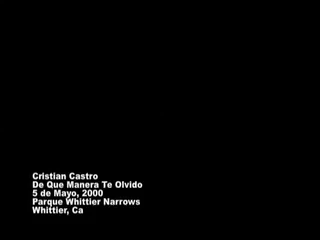 Cristian Castro
De Que Manera Te Olvido
5 de Mayo, 2000
Parque Whittier Narrows
Whittier, Ca